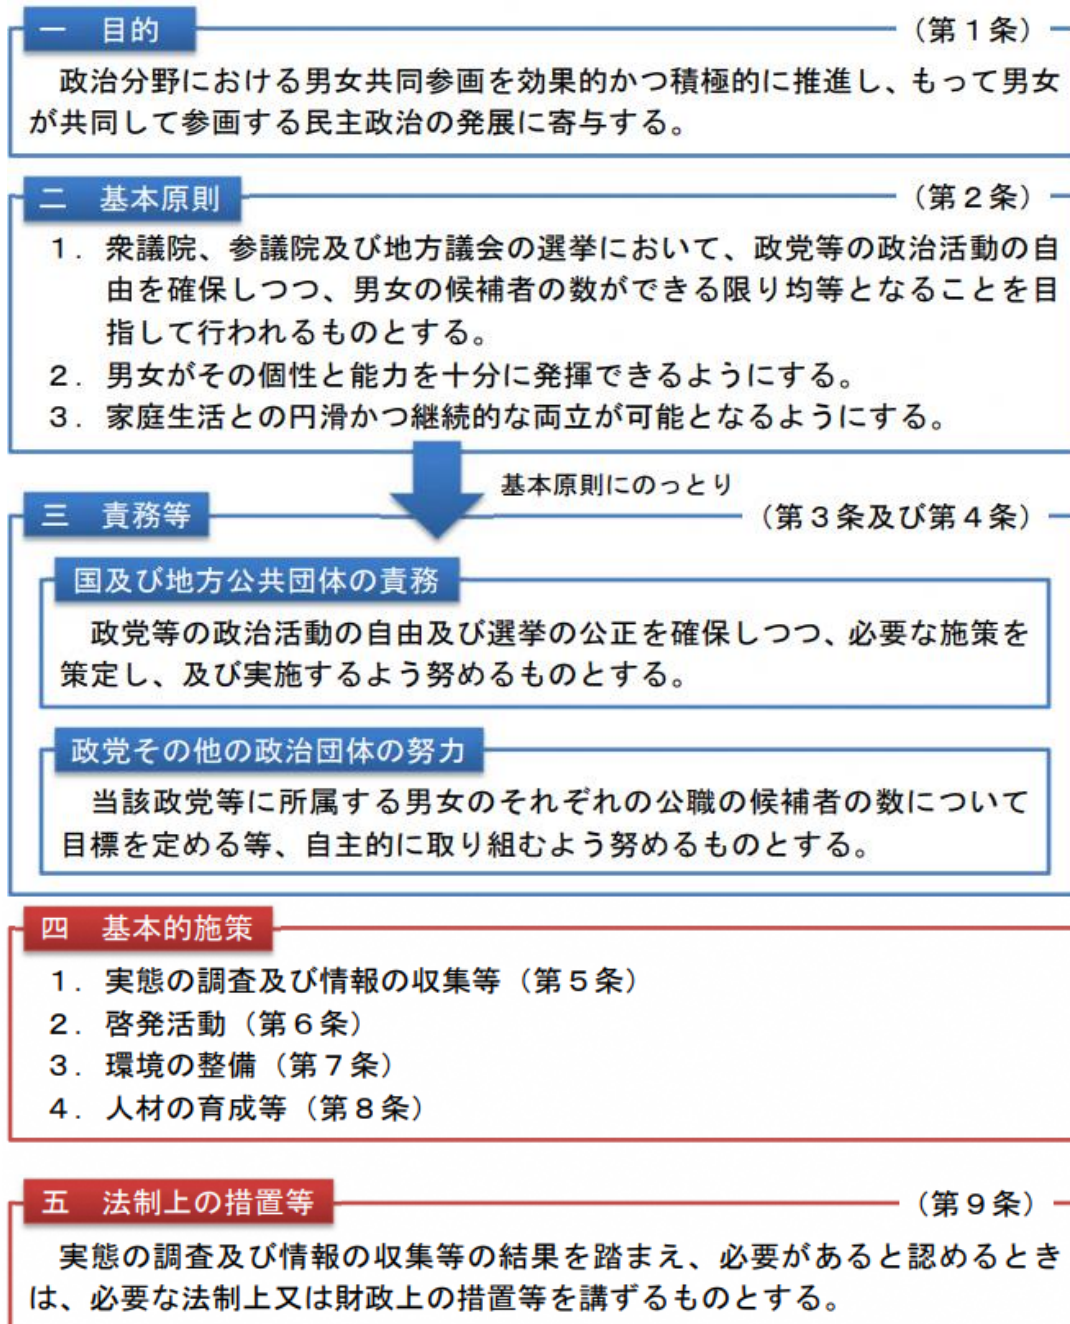 一　目的
（第１条）
　政治分野における男女共同参画を効果的かつ積極的に推進し、もって男女
が共同して参画する民主政治の発展に寄与する。
二　基本原則
（第２条）
１．衆議院、参議院及び地方議会の選挙において、政党等の政治活動の自
由を確保しつつ、男女の候補者の数ができる限り均等となることを目
指して行われるものとする。
２．男女がその個性と能力を十分に発揮できるようにする。
３．家庭生活との円滑かつ継続的な両立が可能となるようにする。
基本原則にのっとり
三　責務等
（第３条及び第４条）
国及び地方公共団体の責務
　政党等の政治活動の自由及び選挙の公正を確保しつつ、必要な施策を
策定し、及び実施するよう努めるものとする。
政党その他の政治団体の努力
　当該政党等に所属する男女のそれぞれの公職の候補者の数について
目標を定める等、自主的に取り組むよう努めるものとする。
四　基本的施策
１．実態の調査及び情報の収集等（第５条）
２．啓発活動（第６条）
３．環境の整備（第７条）
４．人材の育成等（第８条）
五　法制上の措置等
（第９条）
　実態の調査及び情報の収集等の結果を踏まえ、必要があると認めるとき
は、必要な法制上又は財政上の措置等を講ずるものとする。